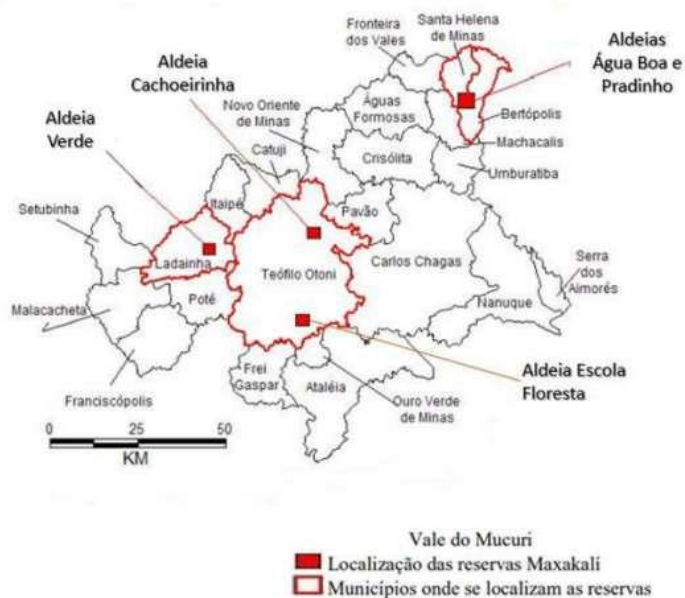 Fronteira
dos Vales
Santa Helena
de Minas
Aldeias
Água Boa e
Pradinho
Aldeia
Cachoeirinha
Aldeia
Verde
Novo Oriente
de Minas
Águas
Formosas
Bertópolis
Machacalis
Catuji
Crisólita
Umburatiba
Setubinha
Itaipé
Pavão
Ladainha
Teófilo Otoni
Carlos Chagas
Serra
dos
Aimorés
Malacacheta
Poté
Nanuque
Franciscópolis
Frei
Gaspar
Ataléia
Ouro Verde
de Minas
Aldeia Escola
Floresta
0 25 50
KM
Vale do Mucuri
Localização das reservas Maxakalí
Municípios onde se localizam as reservas